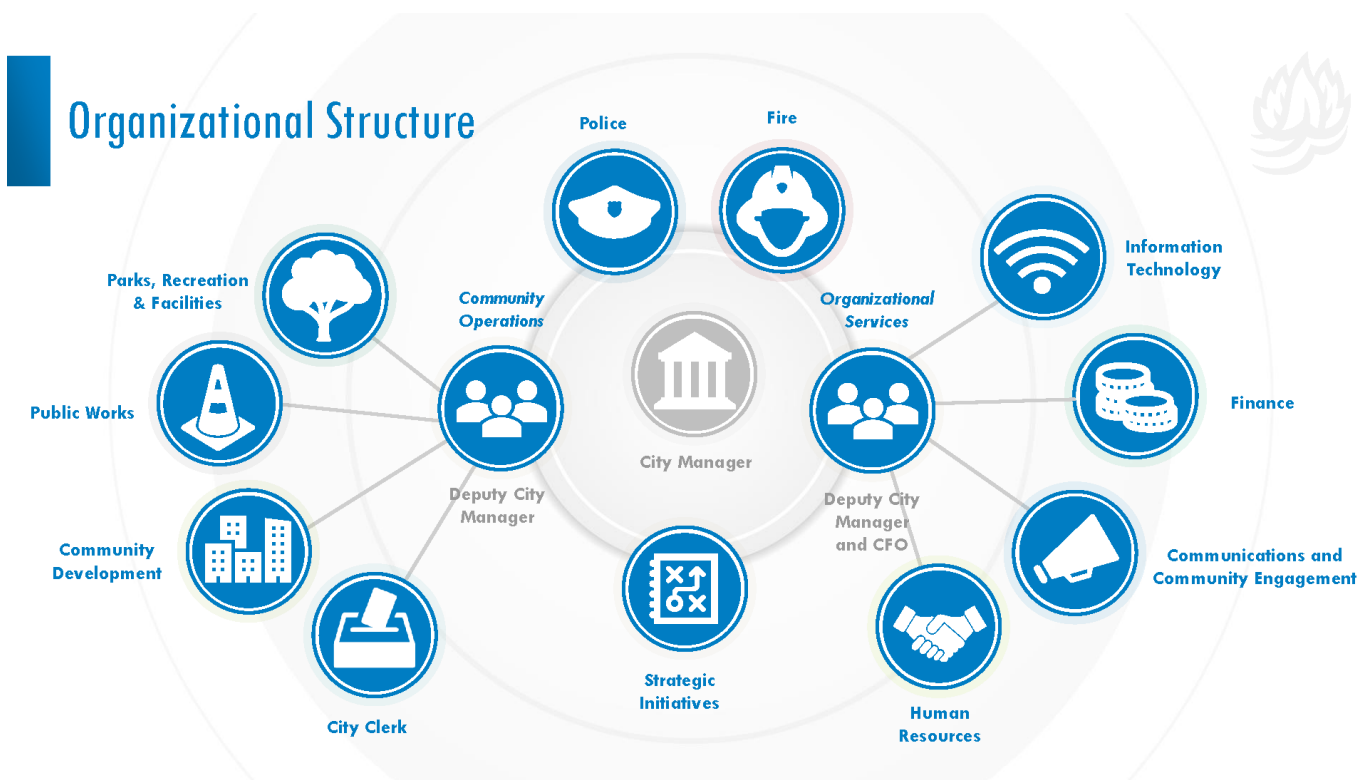 Organizational Structure
Police
Fire
Information
Technology
Parks, Recreation
& Facilities
Community
Operations
Organizational
Services
Public Works
Finance
City Manager
Deputy City
Manager
Deputy City
Manager
and CFO
Community
Development
Communications and
Community Engagement
Strategic
Initiatives
Human
Resources
City Clerk